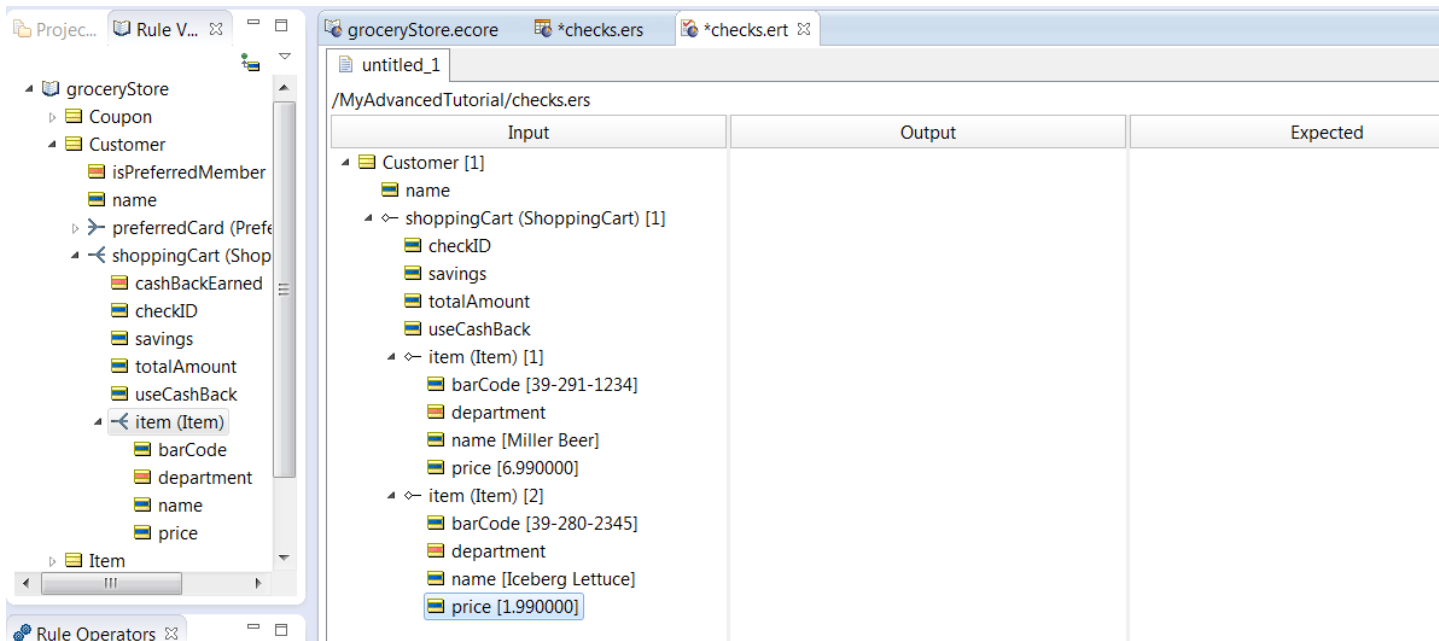 Projec... Rule V...
groceryStore
Coupon
Customer
isPreferredMember
name
preferredCard (Prefe
shoppingCart (Shop
cashBackEarned
checkID
savings
totalAmount
useCashBack
item (Item)
barCode
department
name
price
Item
Rule Operators
groceryStore.ecore *checks.ers *checks.ert
untitled_1
/MyAdvancedTutorial/checks.ers
Input Output Expected
Customer [1]
name
shoppingCart (ShoppingCart) [1]
checkID
savings
totalAmount
useCashBack
item (Item) [1]
barCode [39-291-1234]
department
name [Miller Beer]
price [6.990000]
item (Item) [2]
barCode [39-280-2345]
department
name [Iceberg Lettuce]
price [1.990000]